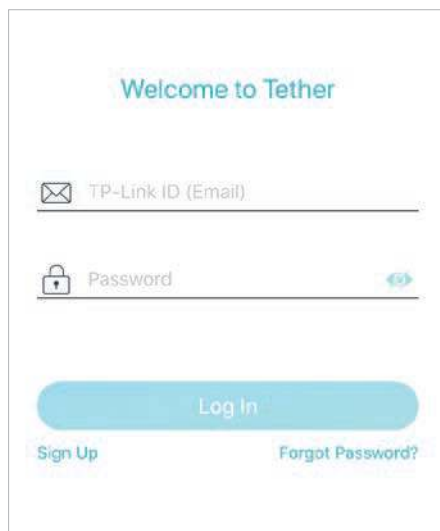 Welcome to Tether
TP-Link ID (Email)
Password
Log In
Sign Up
Forgot Password?